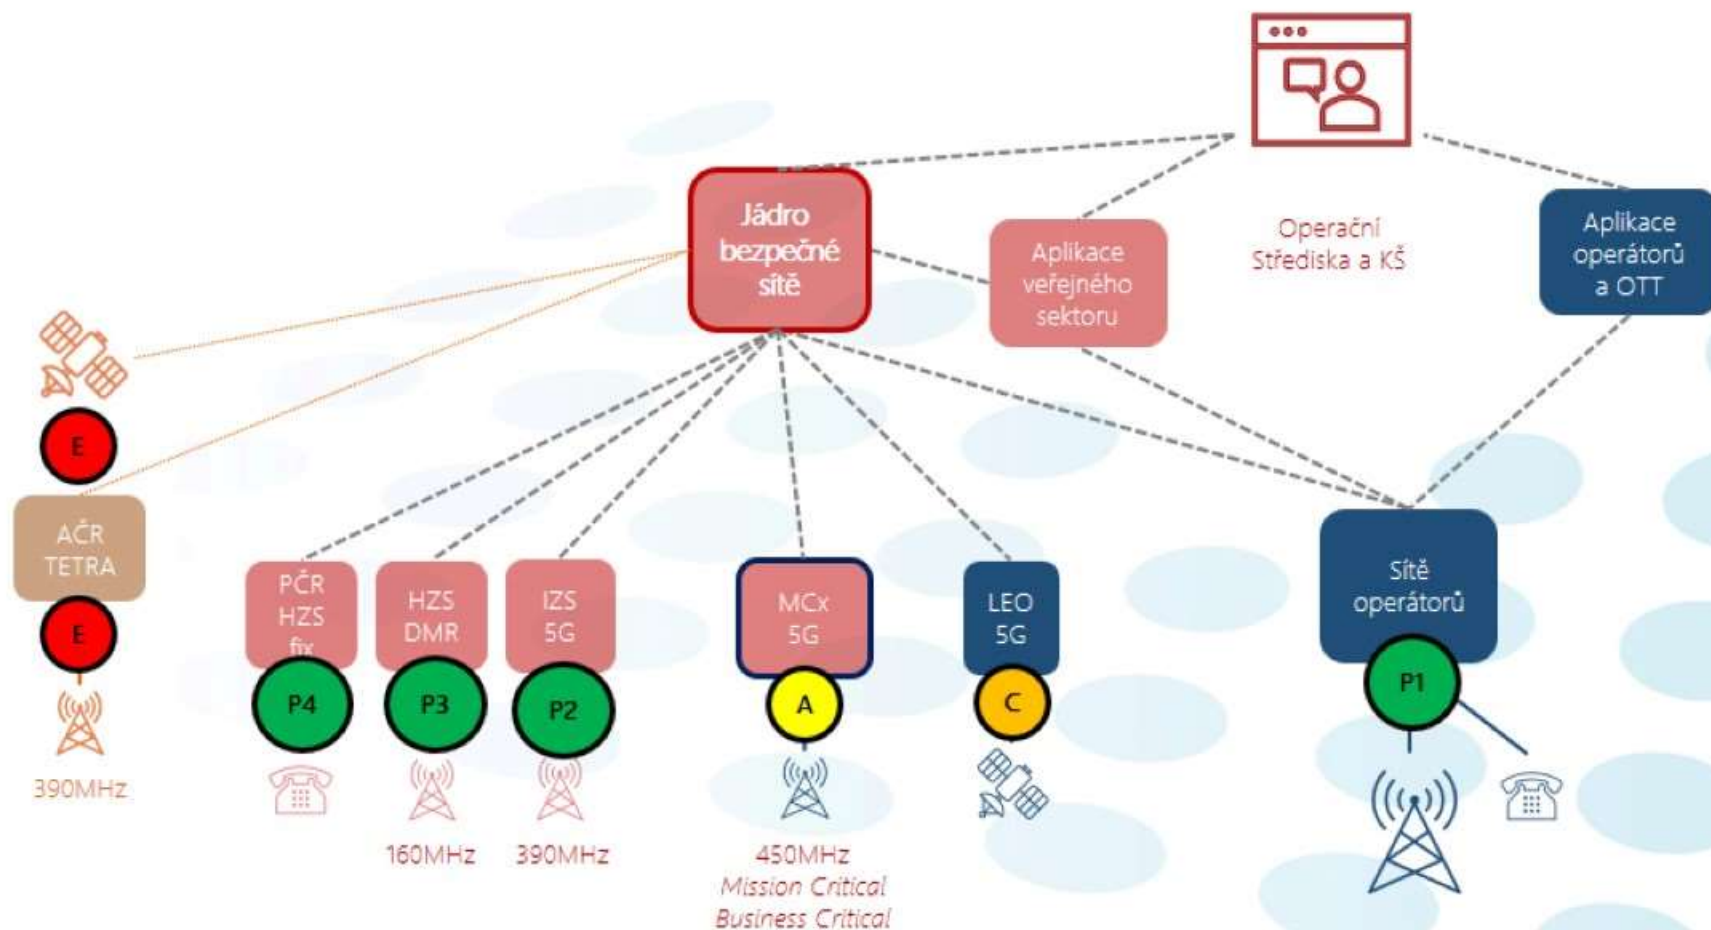 Jádro
bezpečné
sítě
Aplikace
veřejného
sektoru
Operační
Střediska a KŠ
Aplikace
operátorů
a OTT
E
AČR
TETRA
E
390MHz
PČR
HZS
fix
P4
HZS
DMR
P3
160MHz
IZS
5G
P2
390MHz
MCx
5G
A
450MHz
Mission Critical
Business Critical
LEO
5G
C
Sítě
operátorů
P1